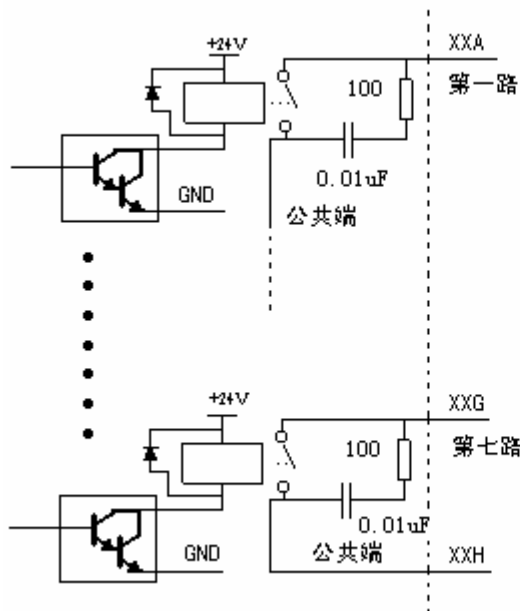 +24V
XXA
100
第一路
0.01uF
GND
公共端
+24V
XXG
100
第七路
0.01uF
GND
公共端
XXH